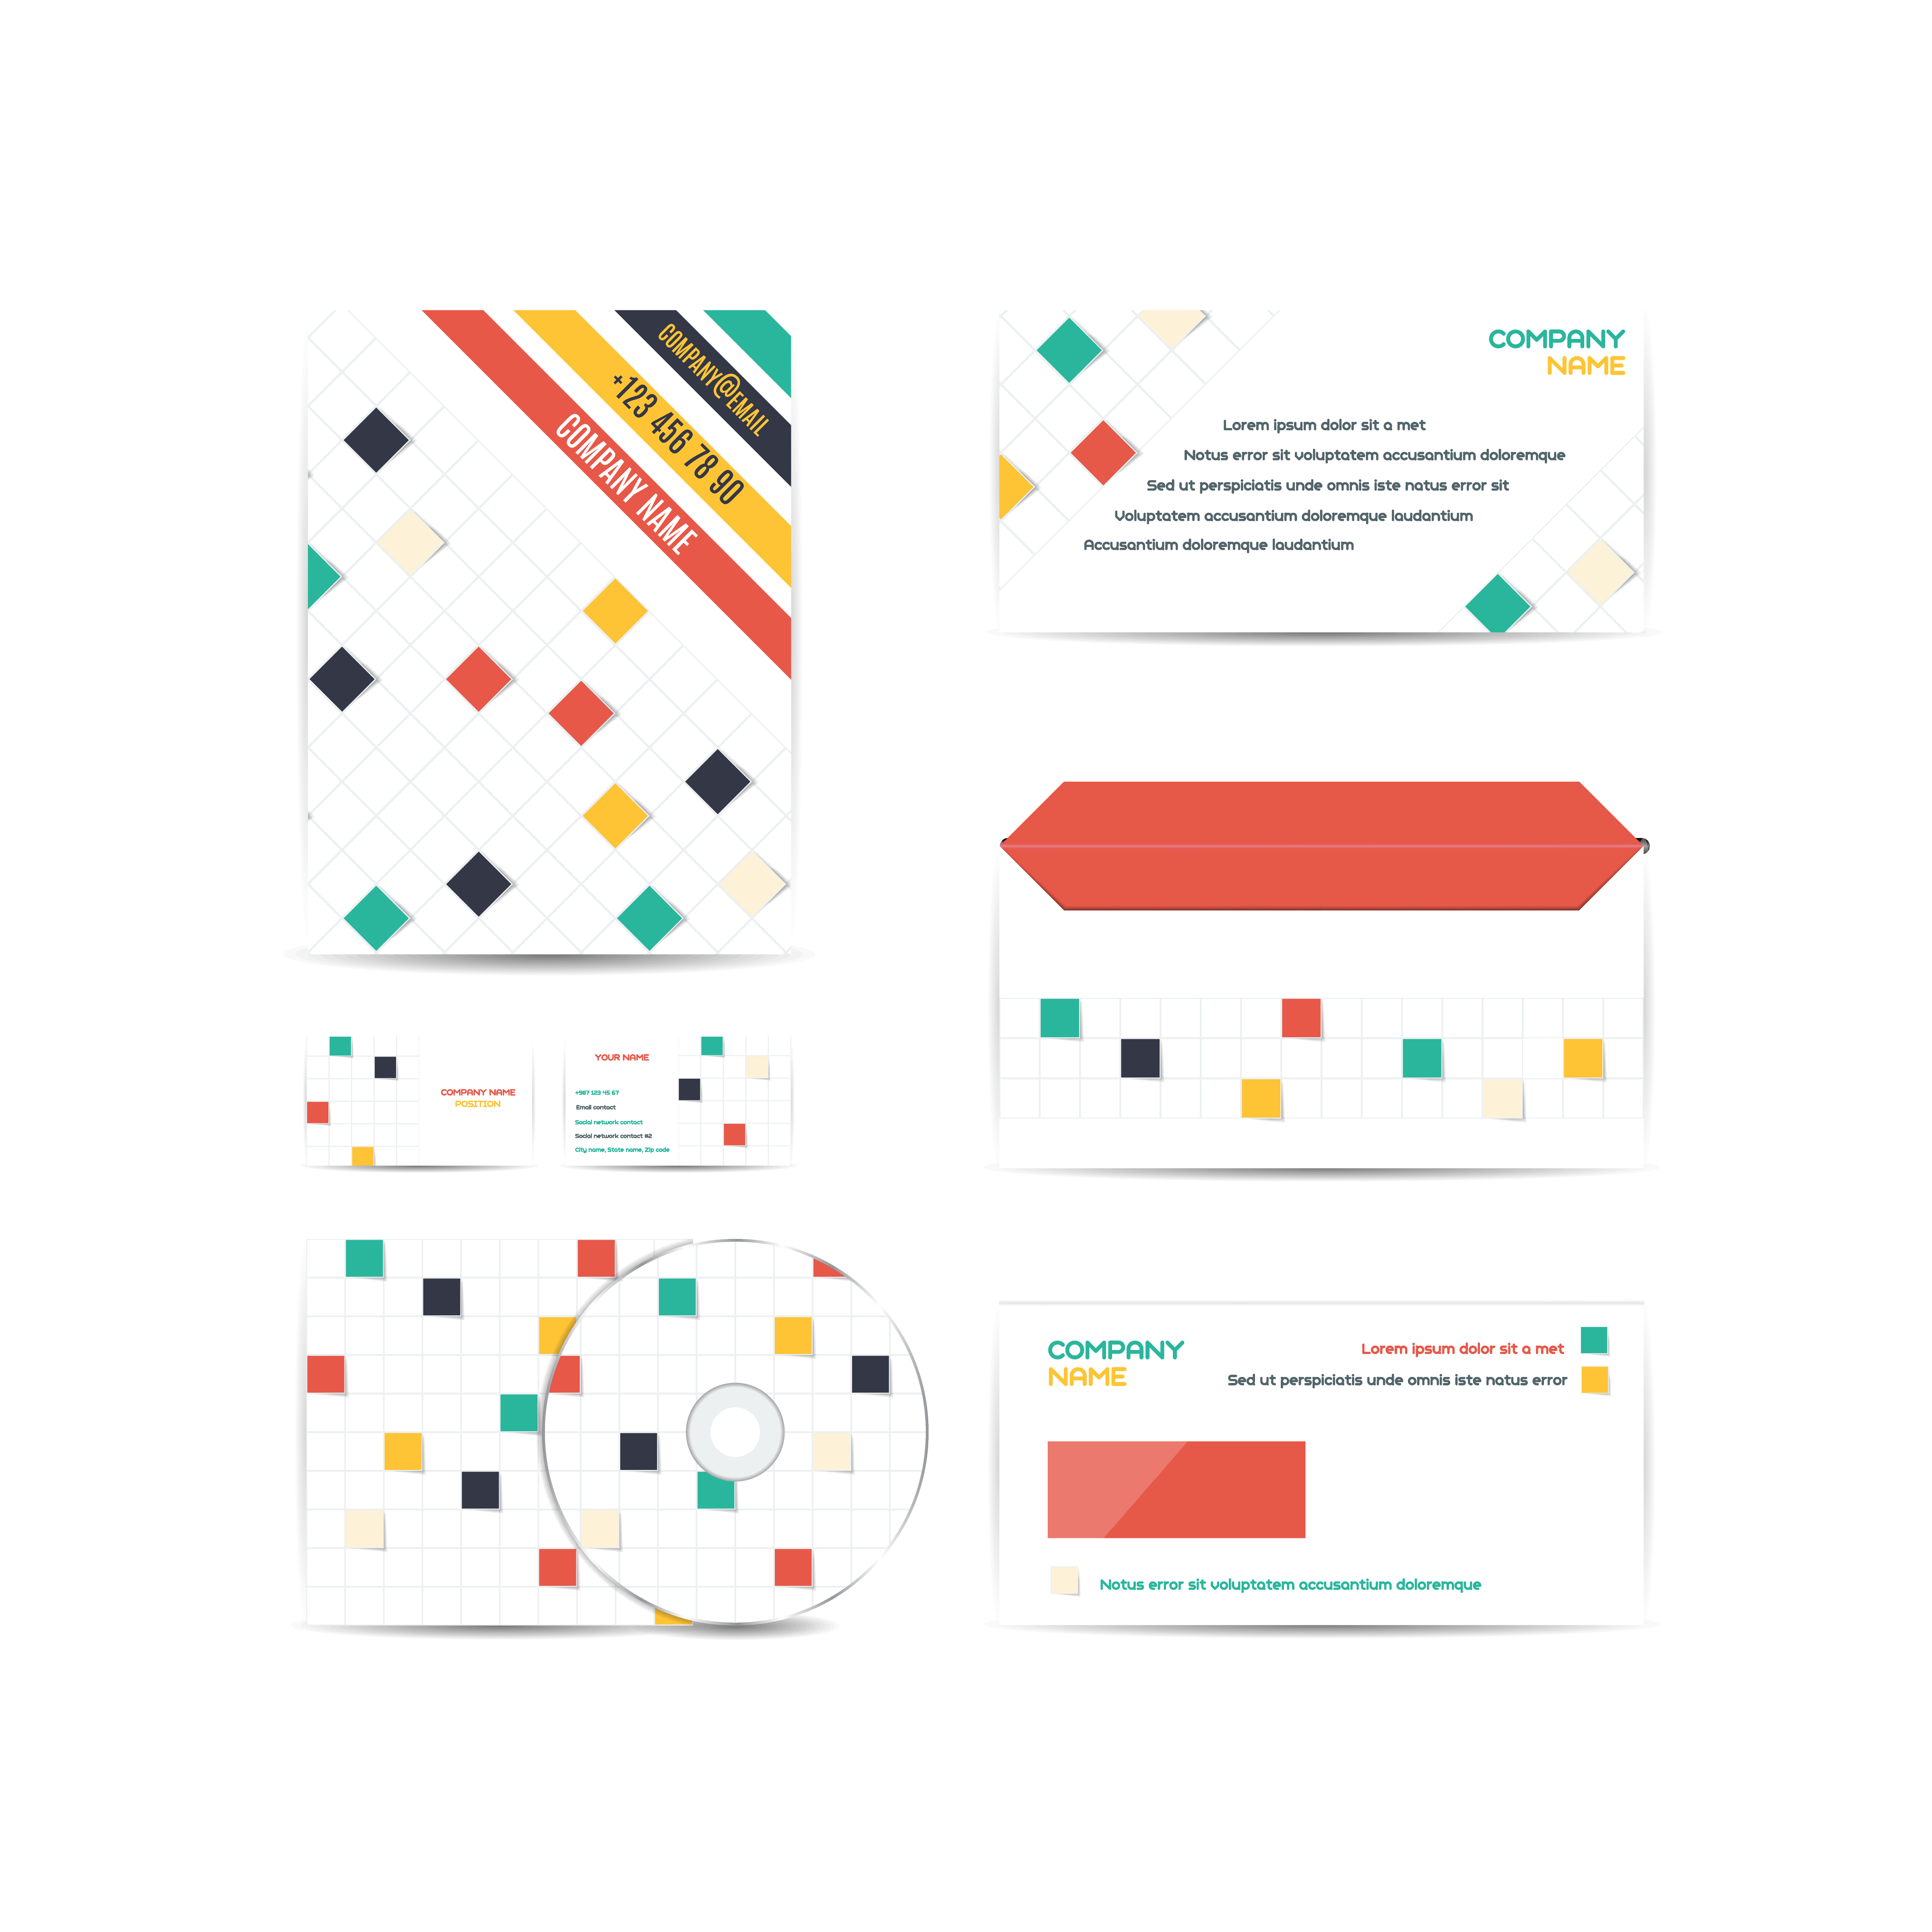 COMPANY@EMAIL
+123 456 78 90
COMPANY NAME
COMPANY
NAME
Lorem ipsum dolor sit a met
Notus error sit voluptatem accusantium doloremque
Sed ut perspiciatis unde omnis iste natus error sit
Voluptatem accusantium doloremque laudantium
Accusantium doloremque laudantium
COMPANY NAME
POSITION
YOUR NAME
+987 123 45 67
Email contact
Social network contact
Social network contact #2
City name, State name, Zip code
COMPANY
NAME
Lorem ipsum dolor sit a met
Sed ut perspiciatis unde omnis iste natus error
Notus error sit voluptatem accusantium doloremque